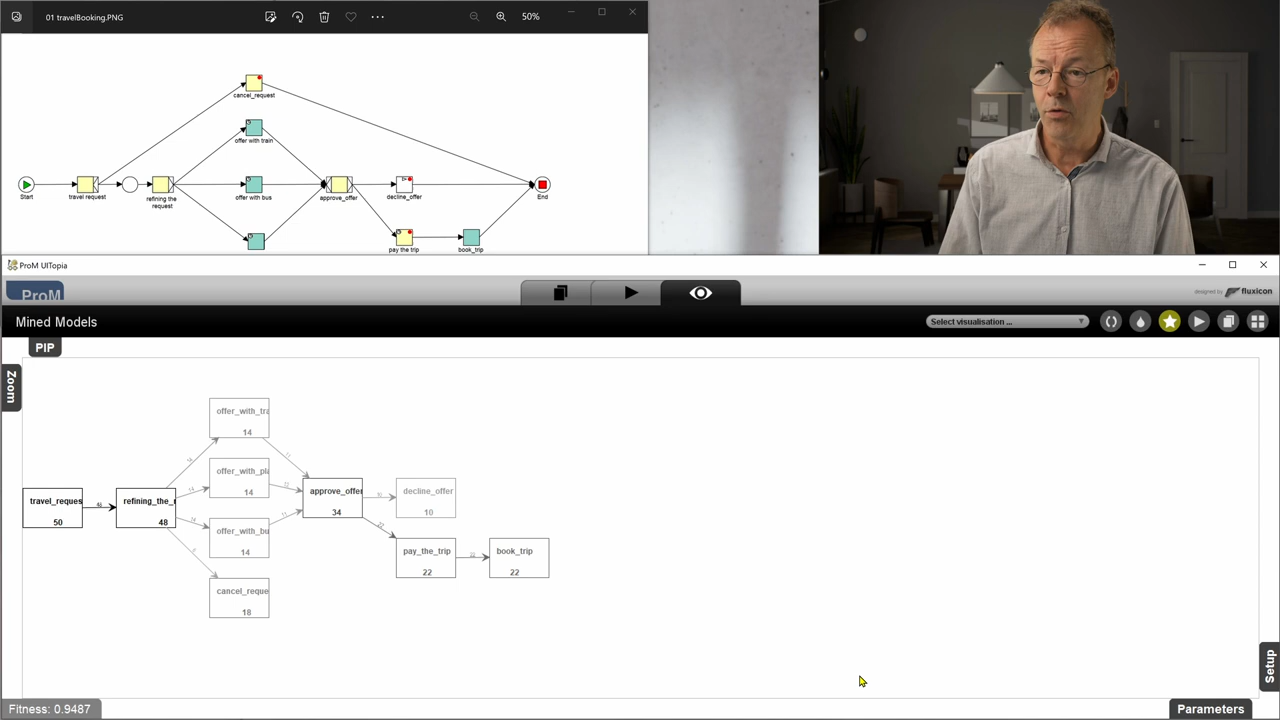 01 travelBooking.PNG
50%
cancel_request
offer with train
Start
travel request
refining the
request
offer with bus
approve_offer
decline_offer
End
pay the trip
book_trip
ProM UITopia
ProM
designed by fluxicon
Mined Models
Select visualisation ...
PIP
Zoom
offer_with_tra
14
offer_with_pla
14
travel_reques
50
refining_the_r
48
approve_offer
34
decline_offer
10
offer_with_bu
14
pay_the_trip
22
book_trip
22
cancel_reque
18
Setup
Fitness: 0.9487
Parameters